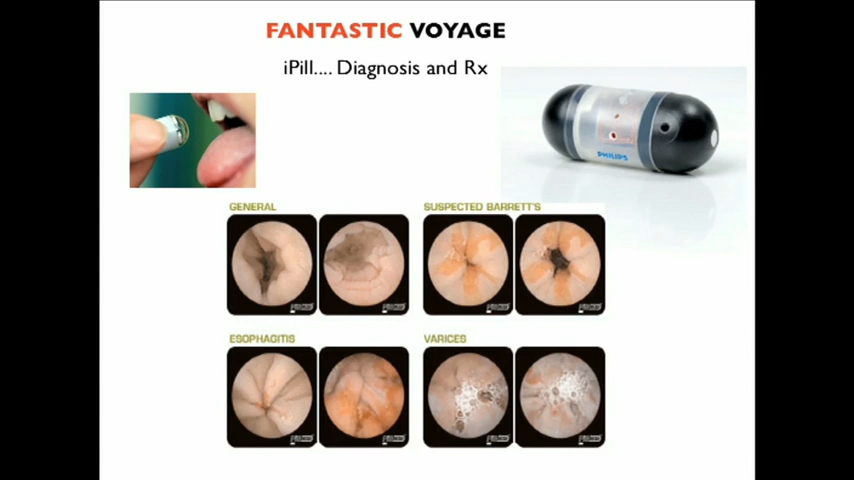 FANTASTIC VOYAGE
iPill.... Diagnosis and Rx
PHILIPS
GENERAL
SUSPECTED BARRETT'S
ESOPHAGITIS
VARICES